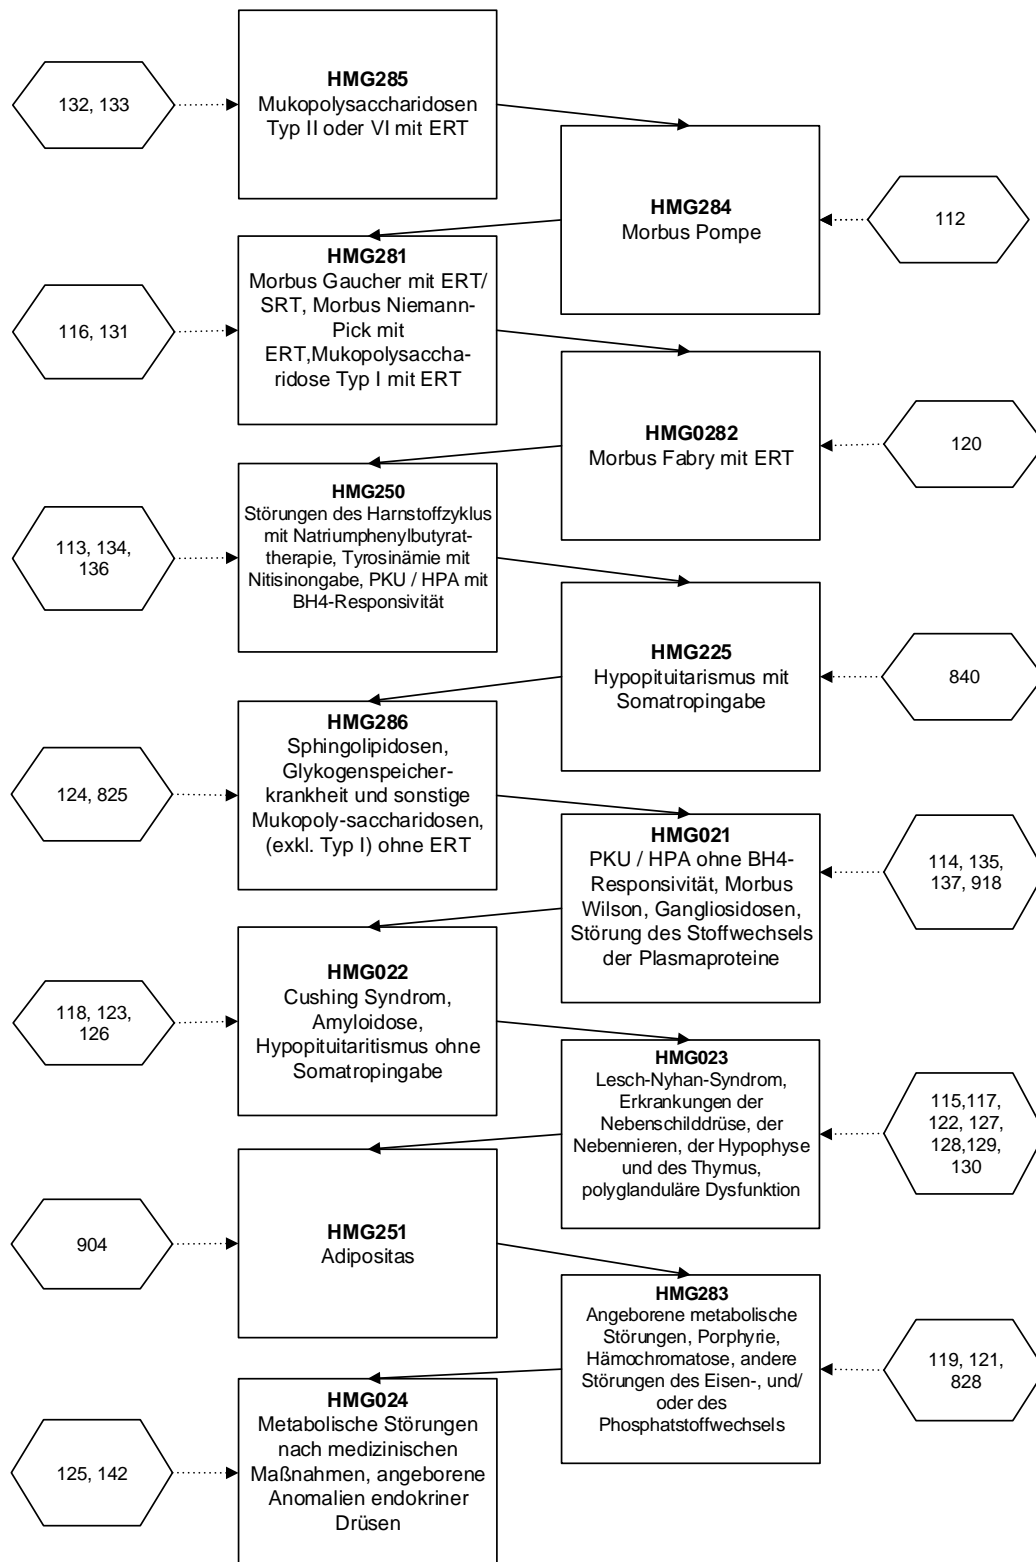 132, 133
HMG285
Mukopolysaccharidosen
Typ II oder VI mit ERT
HMG284
Morbus Pompe
112
116, 131
HMG281
Morbus Gaucher mit ERT/
SRT, Morbus Niemann-
Pick mit
ERT,Mukopolysaccha-
ridose Typ I mit ERT
HMG0282
Morbus Fabry mit ERT
120
113, 134,
136
HMG250
Störungen des Harnstoffzyklus
mit Natriumphenylbutyrat-
therapie, Tyrosinämie mit
Nitisinongabe, PKU / HPA mit
BH4-Responsivität
HMG225
Hypopituitarismus mit
Somatropingabe
840
124, 825
HMG286
Sphingolipidosen,
Glykogenspeicher-
krankheit und sonstige
Mukopoly-saccharidosen,
(exkl. Typ I) ohne ERT
HMG021
PKU / HPA ohne BH4-
Responsivität, Morbus
Wilson, Gangliosidosen,
Störung des Stoffwechsels
der Plasmaproteine
114, 135,
137, 918
118, 123,
126
HMG022
Cushing Syndrom,
Amyloidose,
Hypopituitaritismus ohne
Somatropingabe
HMG023
Lesch-Nyhan-Syndrom,
Erkrankungen der
Nebenschilddrüse, der
Nebennieren, der Hypophyse
und des Thymus,
polyglanduläre Dysfunktion
115,117,
122, 127,
128,129,
130
904
HMG251
Adipositas
HMG283
Angeborene metabolische
Störungen, Porphyrie,
Hämochromatose, andere
Störungen des Eisen-, und/
oder des
Phosphatstoffwechsels
119, 121,
828
125, 142
HMG024
Metabolische Störungen
nach medizinischen
Maßnahmen, angeborene
Anomalien endokriner
Drüsen